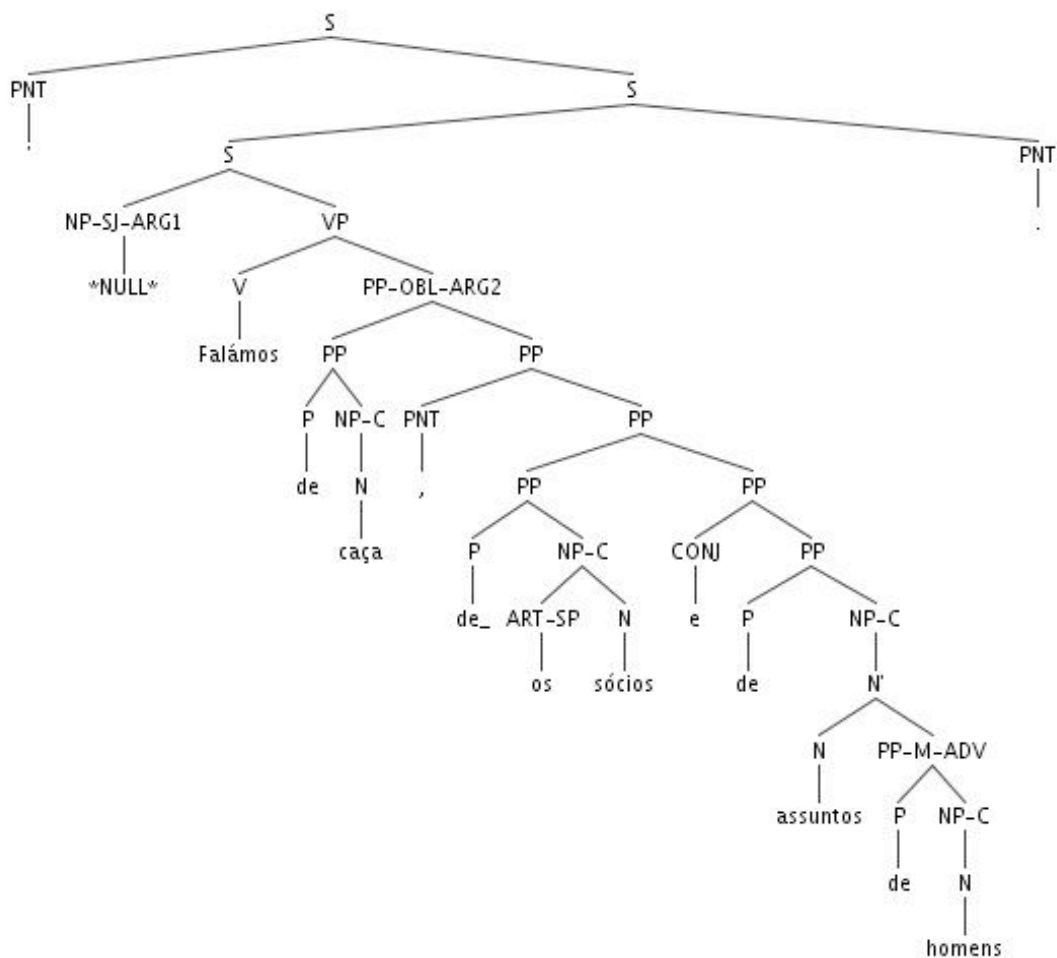 S
PNT S
' S PNT
NP-SJ-ARG1 VP .
*NULL* V PP-OBL-ARG2
Falámos PP PP
P NP-C PNT PP
de N , PP PP
caça P NP-C CONJ PP
de_ ART-SP N e P NP-C
os sócios de N'
N PP-M-ADV
assuntos P NP-C
de N
homens